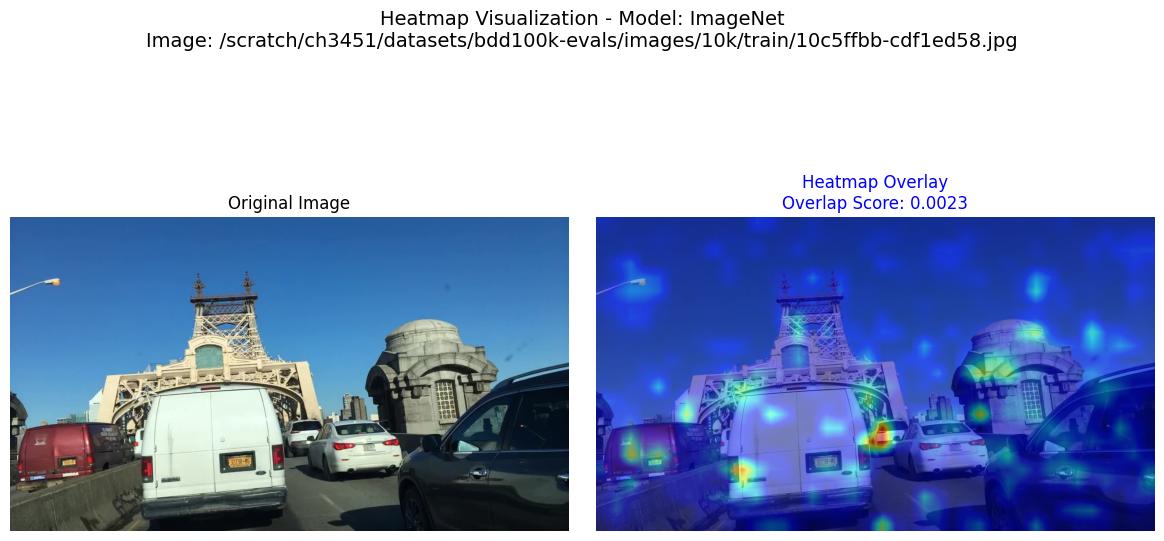 Heatmap Visualization - Model: ImageNet
Image: /scratch/ch3451/datasets/bdd100k-evals/images/10k/train/10c5ffbb-cdf1ed58.jpg
Original Image
Heatmap Overlay
Overlap Score: 0.0023